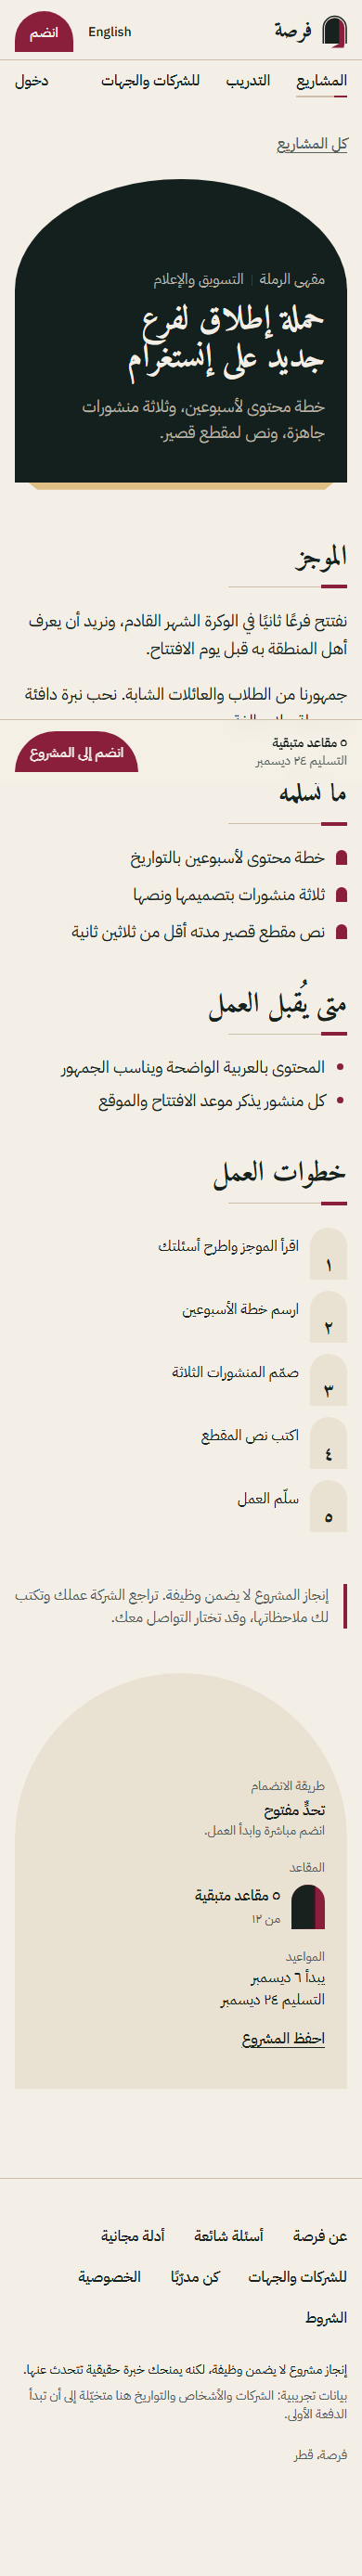 فرصة
English
انضم
المشاريع
التدريب
للشركات والجهات
دخول
كل المشاريع
مقهى الرملة | التسويق والإعلام
حملة إطلاق لفرع
جديد على إنستغرام
خطة محتوى لأسبوعين، وثلاثة منشورات
جاهزة، ونص لمقطع قصير.
الموجز
نفتتح فرعًا ثانيًا في الوكرة الشهر القادم، ونريد أن يعرف
أهل المنطقة به قبل يوم الافتتاح.
جمهورنا من الطلاب والعائلات الشابة. نحب نبرة دافئة
٥ مقاعد متبقية
التسليم ٢٤ ديسمبر
انضم إلى المشروع
ما نسلمه
خطة محتوى لأسبوعين بالتواريخ
ثلاثة منشورات بتصميمها ونصها
نص مقطع قصير مدته أقل من ثلاثين ثانية
متى يُقبل العمل
المحتوى بالعربية الواضحة ويناسب الجمهور
كل منشور يذكر موعد الافتتاح والموقع
خطوات العمل
١ اقرأ الموجز واطرح أسئلتك
٢ ارسم خطة الأسبوعين
٣ صمّم المنشورات الثلاثة
٤ اكتب نص المقطع
٥ سلّم العمل
إنجاز المشروع لا يضمن وظيفة. تراجع الشركة عملك وتكتب
لك ملاحظاتها، وقد تختار التواصل معك.
طريقة الانضمام
تحدٍّ مفتوح
انضم مباشرة وابدأ العمل.
المقاعد
٥ مقاعد متبقية
من ١٢
المواعيد
يبدأ ٦ ديسمبر
التسليم ٢٤ ديسمبر
احفظ المشروع
عن فرصة
أسئلة شائعة
أدلة مجانية
للشركات والجهات
كن مدرّبًا
الخصوصية
الشروط
إنجاز مشروع لا يضمن وظيفة، لكنه يمنحك خبرة حقيقية تتحدث عنها.
بيانات تجريبية: الشركات والأشخاص والتواريخ هنا متخيّلة إلى أن تبدأ
الدفعة الأولى.
فرصة، قطر